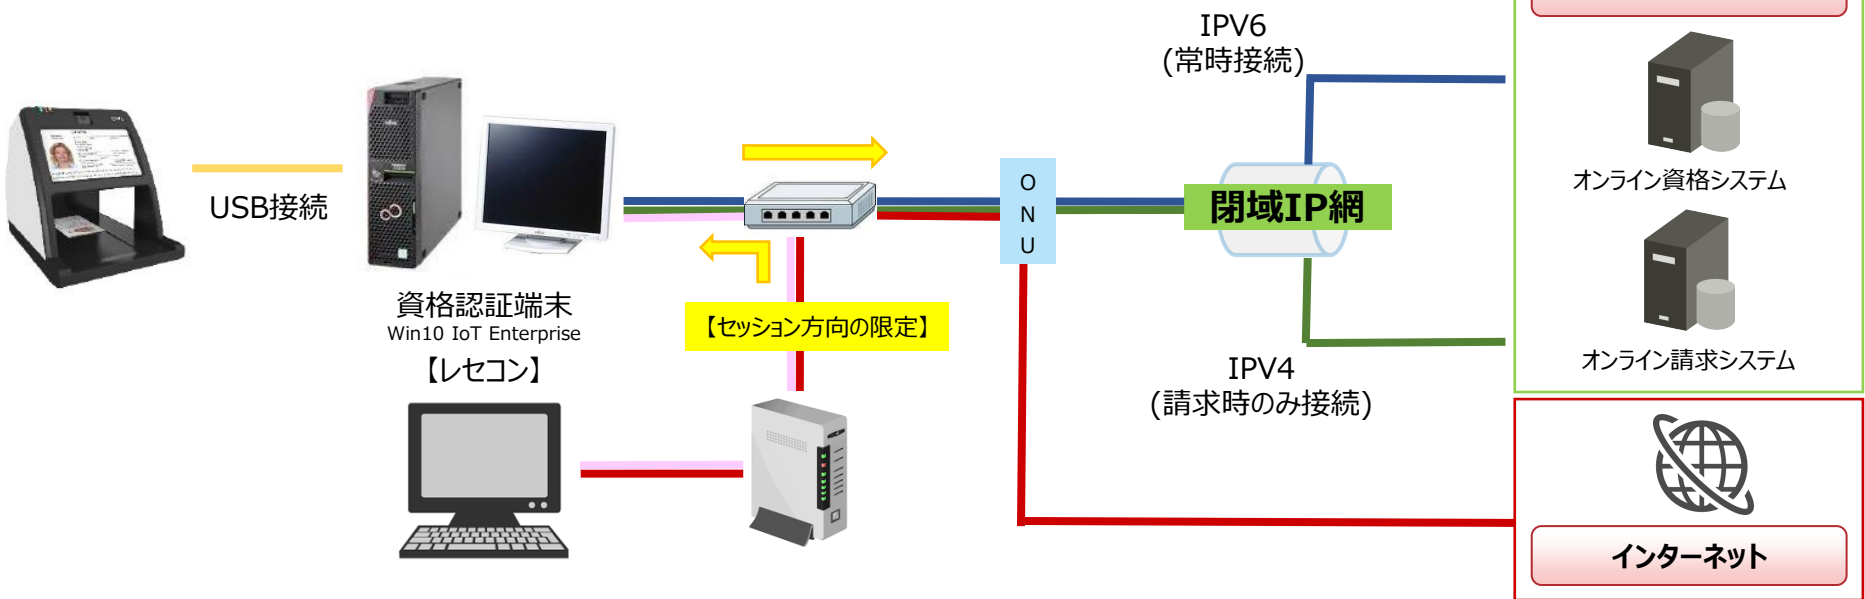 IPV6
(常時接続)
USB接続
資格認証端末
Win10 IoT Enterprise
【レセコン】
【セッション方向の限定】
O
N
U
閉域IP網
IPV4
(請求時のみ接続)
オンライン資格システム
オンライン請求システム
インターネット